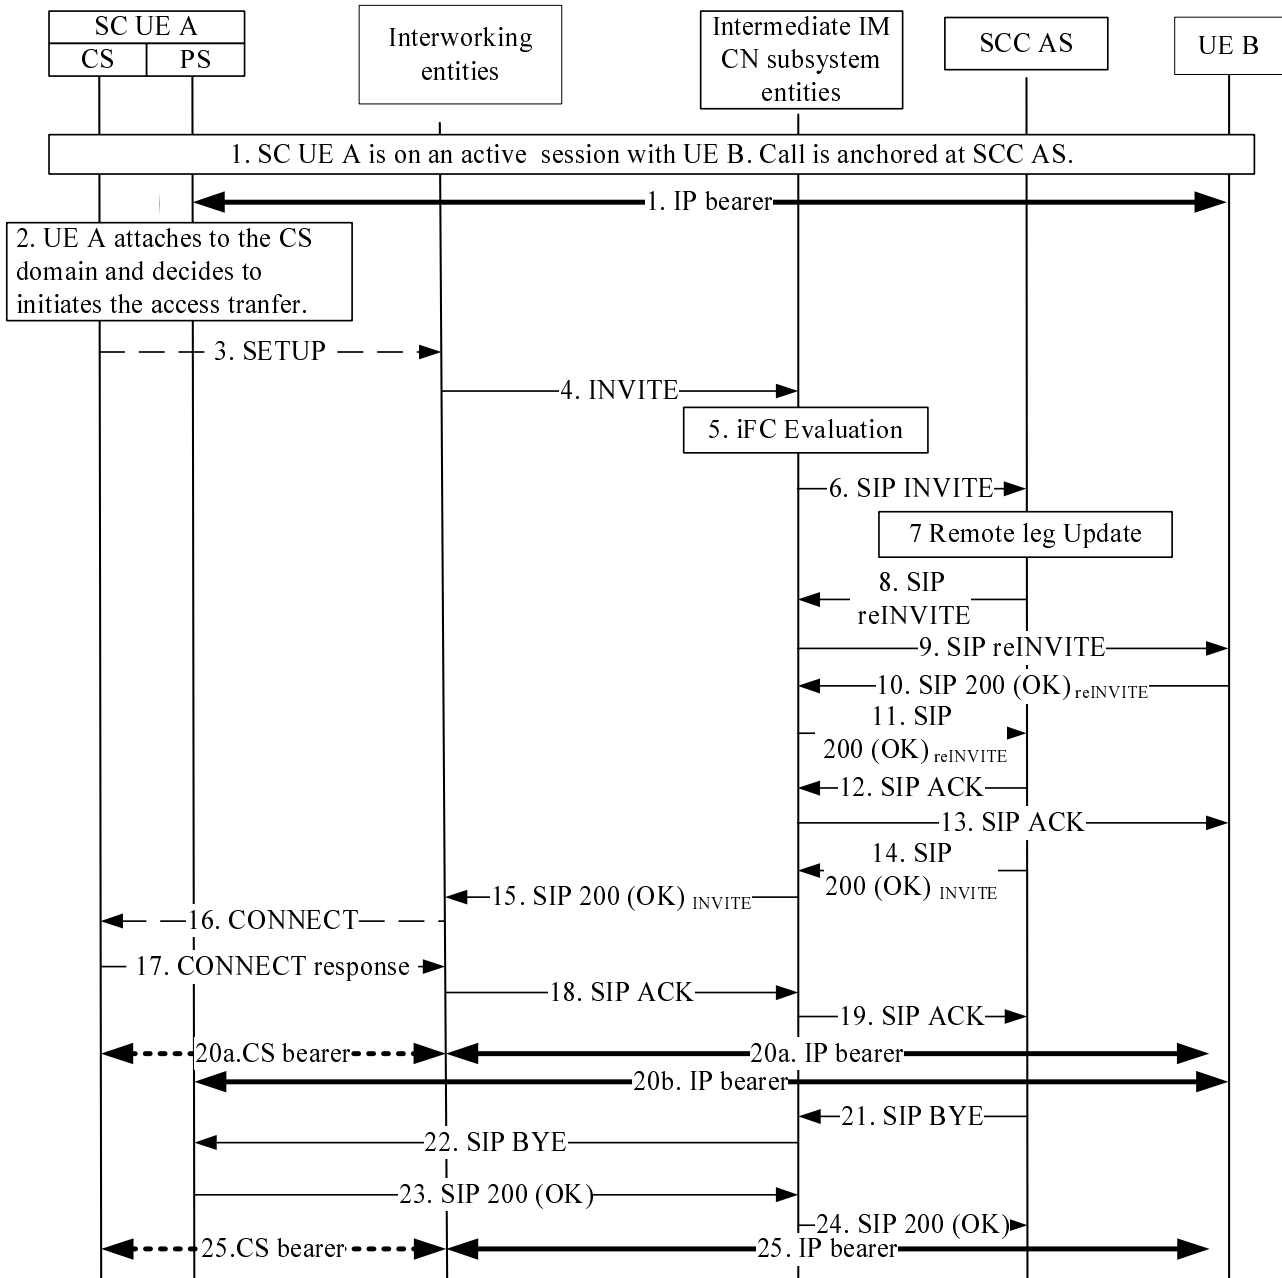 SC UE A
CS
PS
Interworking
entities
Intermediate IM
CN subsystem
entities
SCC AS
UE B
1. SC UE A is on an active session with UE B. Call is anchored at SCC AS.
1. IP bearer
2. UE A attaches to the CS
domain and decides to
initiates the access tranfer.
3. SETUP
4. INVITE
5. iFC Evaluation
6. SIP INVITE
7 Remote leg Update
8. SIP
reINVITE
9. SIP reINVITE
10. SIP 200 (OK) reINVITE
11. SIP
200 (OK) reINVITE
12. SIP ACK
13. SIP ACK
14. SIP
200 (OK) INVITE
15. SIP 200 (OK) INVITE
16. CONNECT
17. CONNECT response
18. SIP ACK
19. SIP ACK
20a.CS bearer
20a. IP bearer
20b. IP bearer
21. SIP BYE
22. SIP BYE
23. SIP 200 (OK)
24. SIP 200 (OK)
25.CS bearer
25. IP bearer